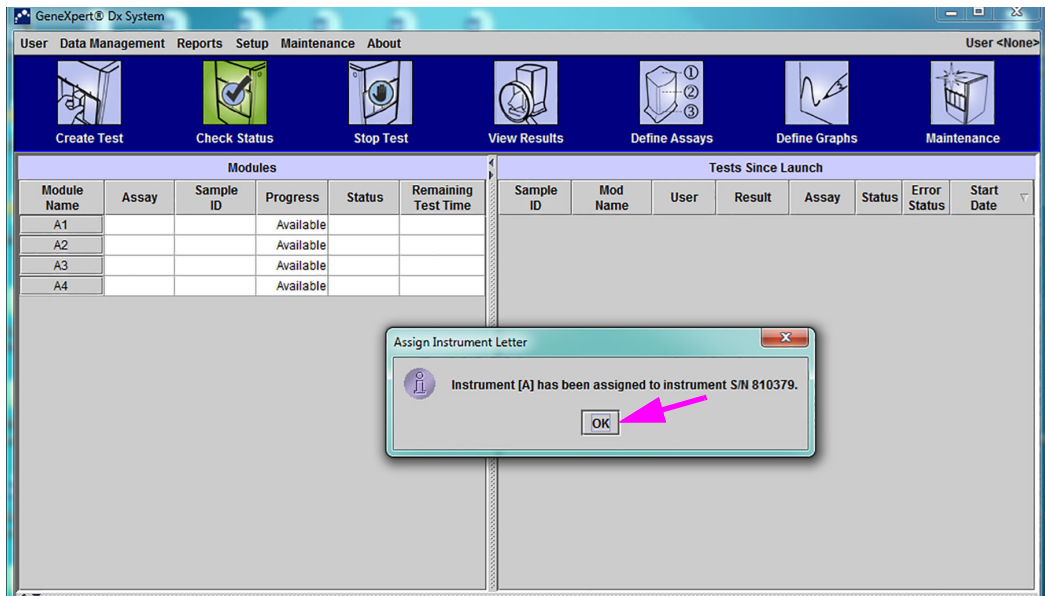 GeneXpert® Dx System
User Data Management Reports Setup Maintenance About User <None>
Create Test Check Status Stop Test View Results Define Assays Define Graphs Maintenance
1
2
3
Modules
Module Name Assay Sample ID Progress Status Remaining Test Time
A1 Available
A2 Available
A3 Available
A4 Available
Tests Since Launch
Sample ID Mod Name User Result Assay Status Error Status Start Date
Assign Instrument Letter
Instrument [A] has been assigned to instrument S/N 810379.
OK